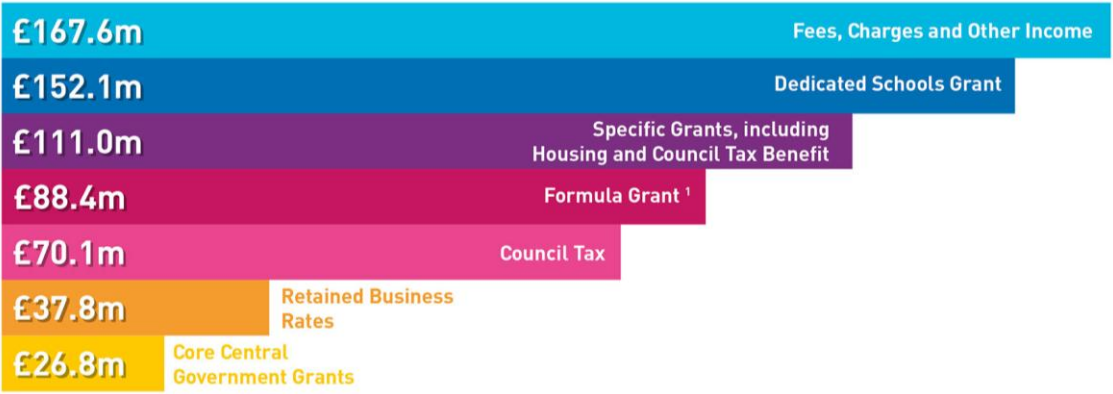 £167.6m Fees, Charges and Other Income
£152.1m Dedicated Schools Grant
£111.0m Specific Grants, including
Housing and Council Tax Benefit
£88.4m Formula Grant ¹
£70.1m Council Tax
£37.8m Retained Business
Rates
£26.8m Core Central
Government Grants